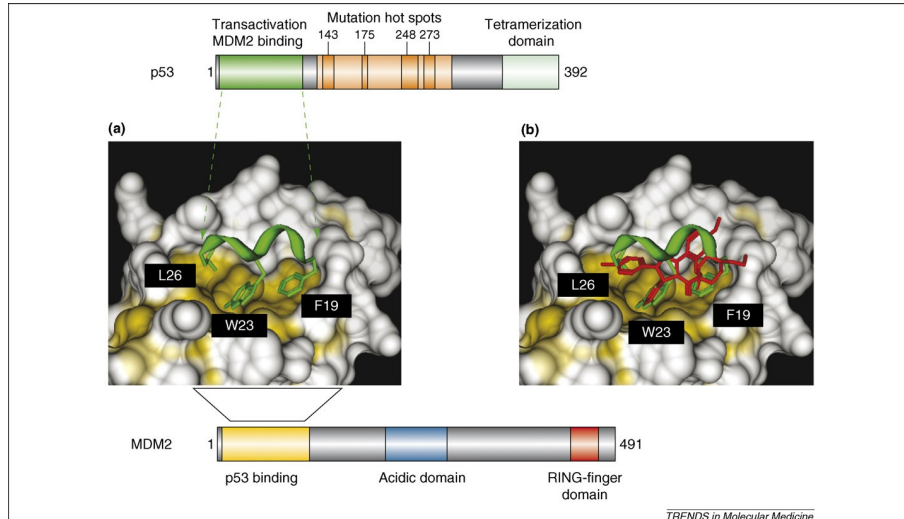 Transactivation
MDM2 binding
Mutation hot spots
143 175 248 273
Tetramerization
domain
p53
1
392
(a)
(b)
L26
W23
F19
L26
W23
F19
MDM2
1
491
p53 binding
Acidic domain
RING-finger
domain
TRENDS in Molecular Medicine